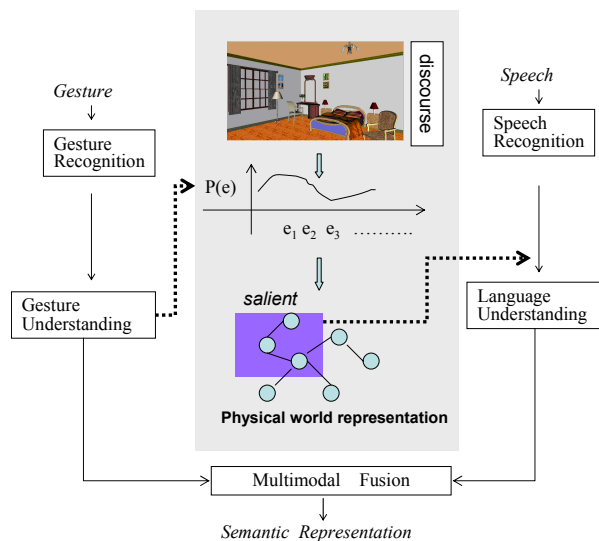 discourse
Gesture
Speech
Gesture
Recognition
Speech
Recognition
P(e)
e1 e2 e3 ..........
salient
Gesture
Understanding
Language
Understanding
Physical world representation
Multimodal Fusion
Semantic Representation